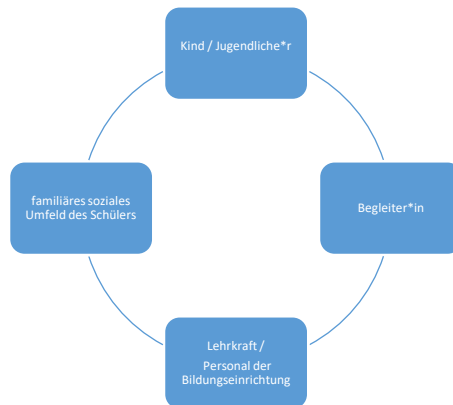 Kind / Jugendliche*r
familiäres soziales
Umfeld des Schülers
Begleiter*in
Lehrkraft /
Personal der
Bildungseinrichtung